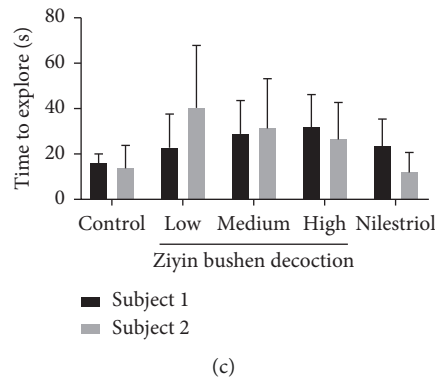 80
60
40
20
0
Time to explore (s)
Control Low Medium High Nilestriol
Ziyin bushen decoction
Subject 1
Subject 2
(c)